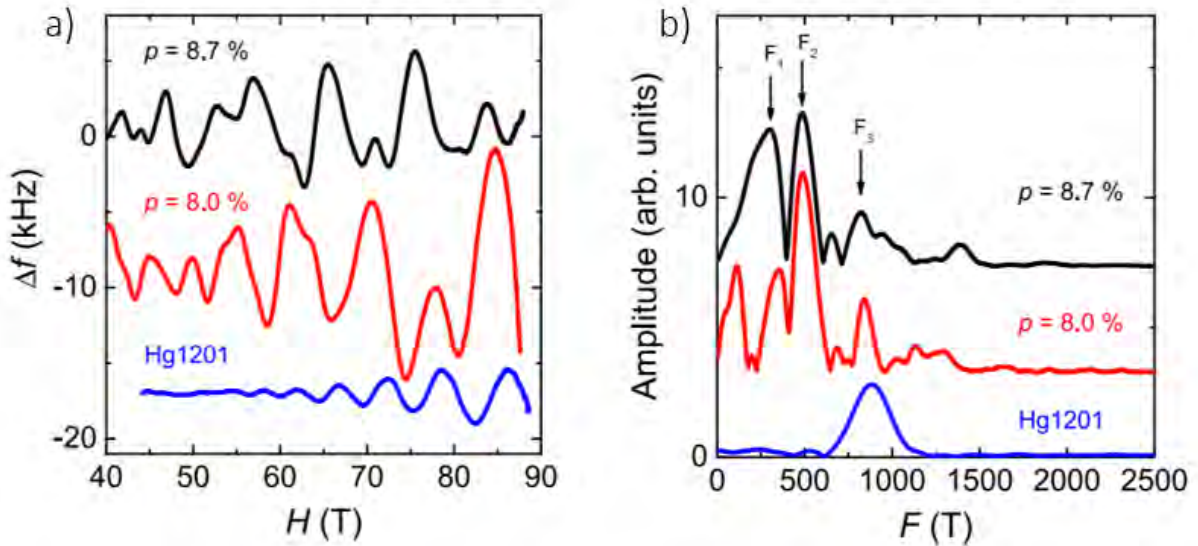 a)
p = 8.7 %
p = 8.0 %
Hg1201
Δf (kHz)
0
-10
-20
40 50 60 70 80 90
H (T)
b)
F₁
F₂
F₃
p = 8.7 %
p = 8.0 %
Hg1201
Amplitude (arb. units)
10
0
0 500 1000 1500 2000 2500
F (T)